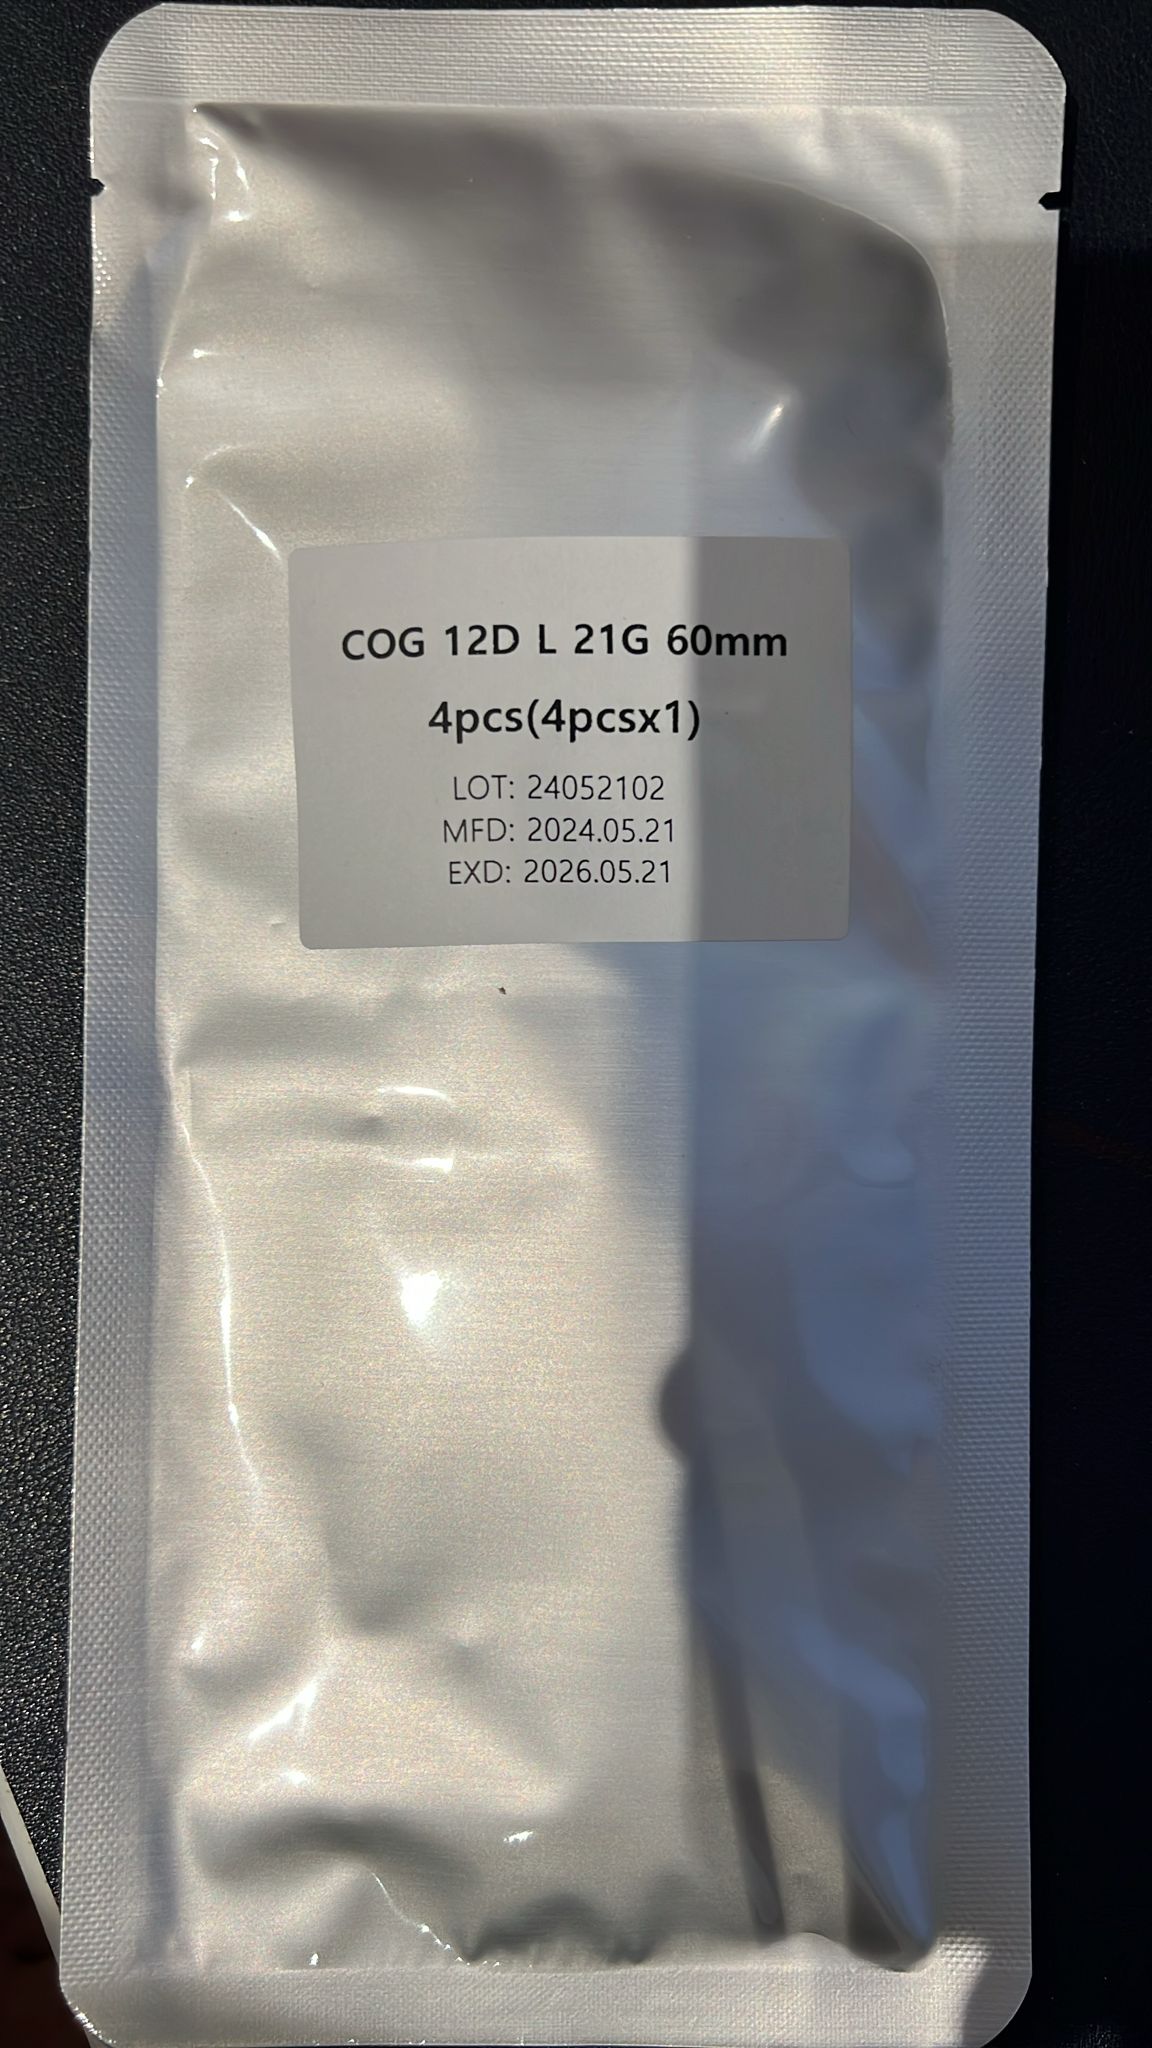 COG 12D L 21G 60mm
4pcs(4pcsx1)
LOT: 24052102
MFD: 2024.05.21
EXD: 2026.05.21